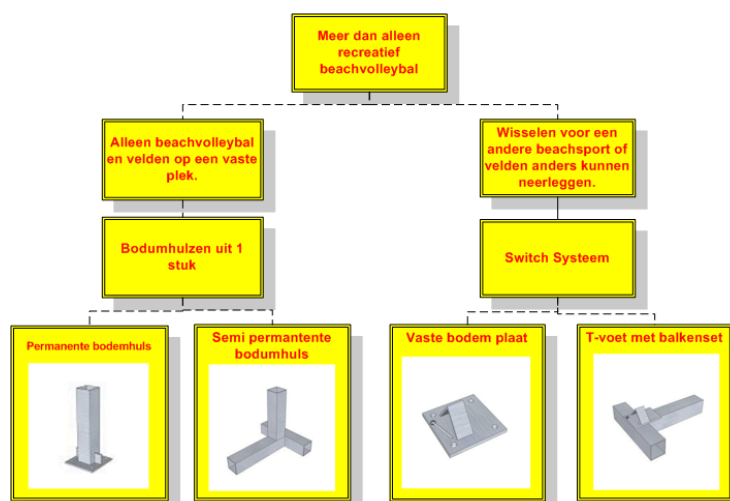 Meer dan alleen
recreatief
beachvolleybal
Alleen beachvolleybal
en velden op een vaste
plek.
Wisselen voor een
andere beachsport of
velden anders kunnen
neerleggen.
Bodumhulzen uit 1
stuk
Switch Systeem
Permanente bodemhuls
Semi permantente
bodumhuls
Vaste bodem plaat
T-voet met balkenset